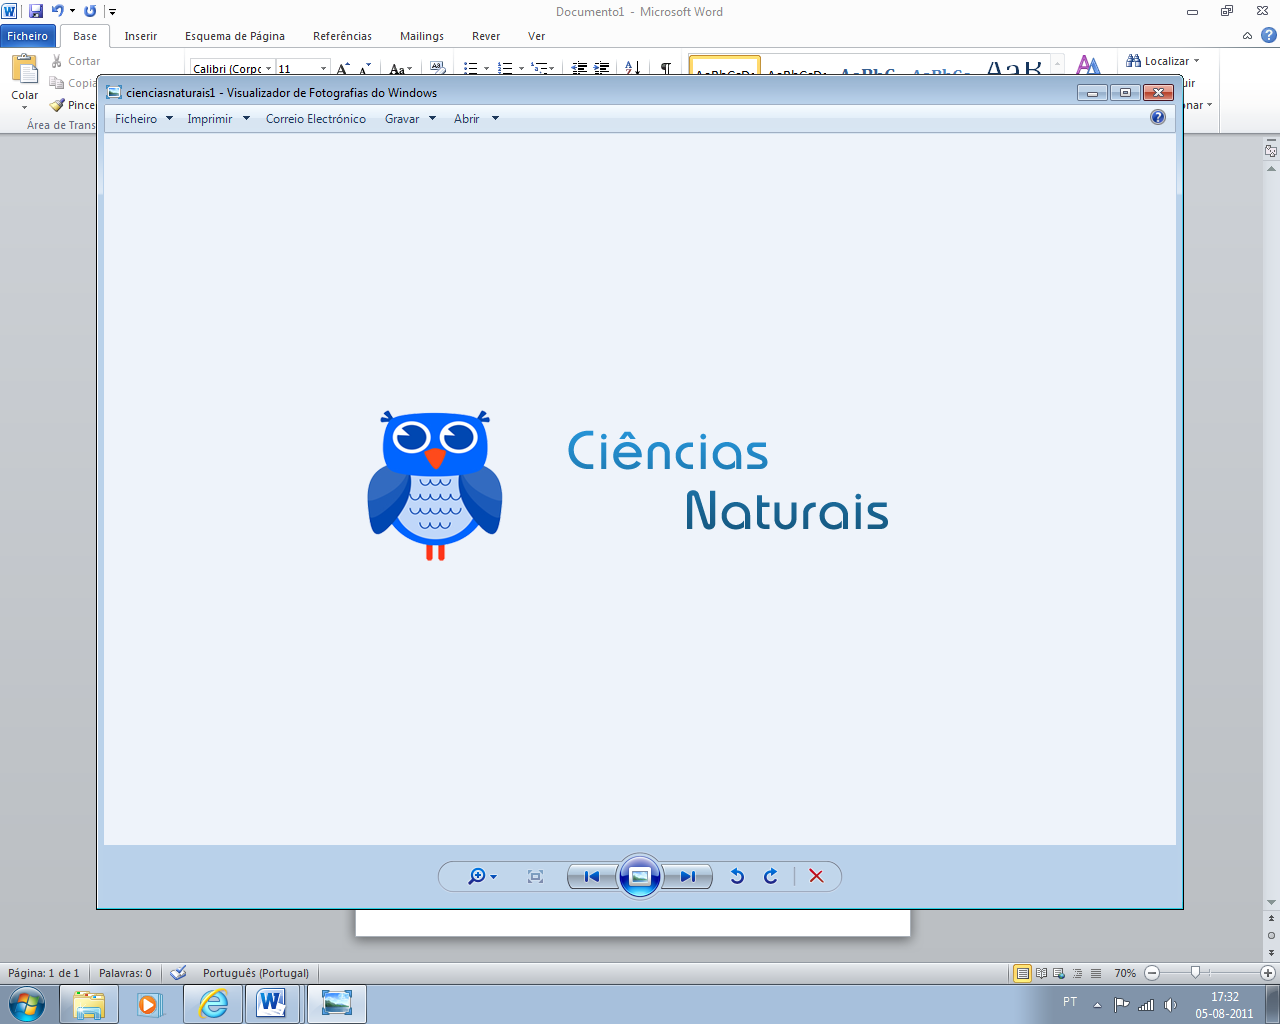 Documento1 - Microsoft Word
Ficheiro Base Inserir Esquema de Página Referências Mailings Rever Ver
Cortar
Calibri (Corpo 11
Localizar
Colar
Pince
Área de Trans
cienciasnaturais1 - Visualizador de Fotografias do Windows
Ficheiro Imprimir Correio Electrónico Gravar Abrir
Ciências
Naturais
Página: 1 de 1 Palavras: 0 Português (Portugal) 70%
PT 17:32
05-08-2011